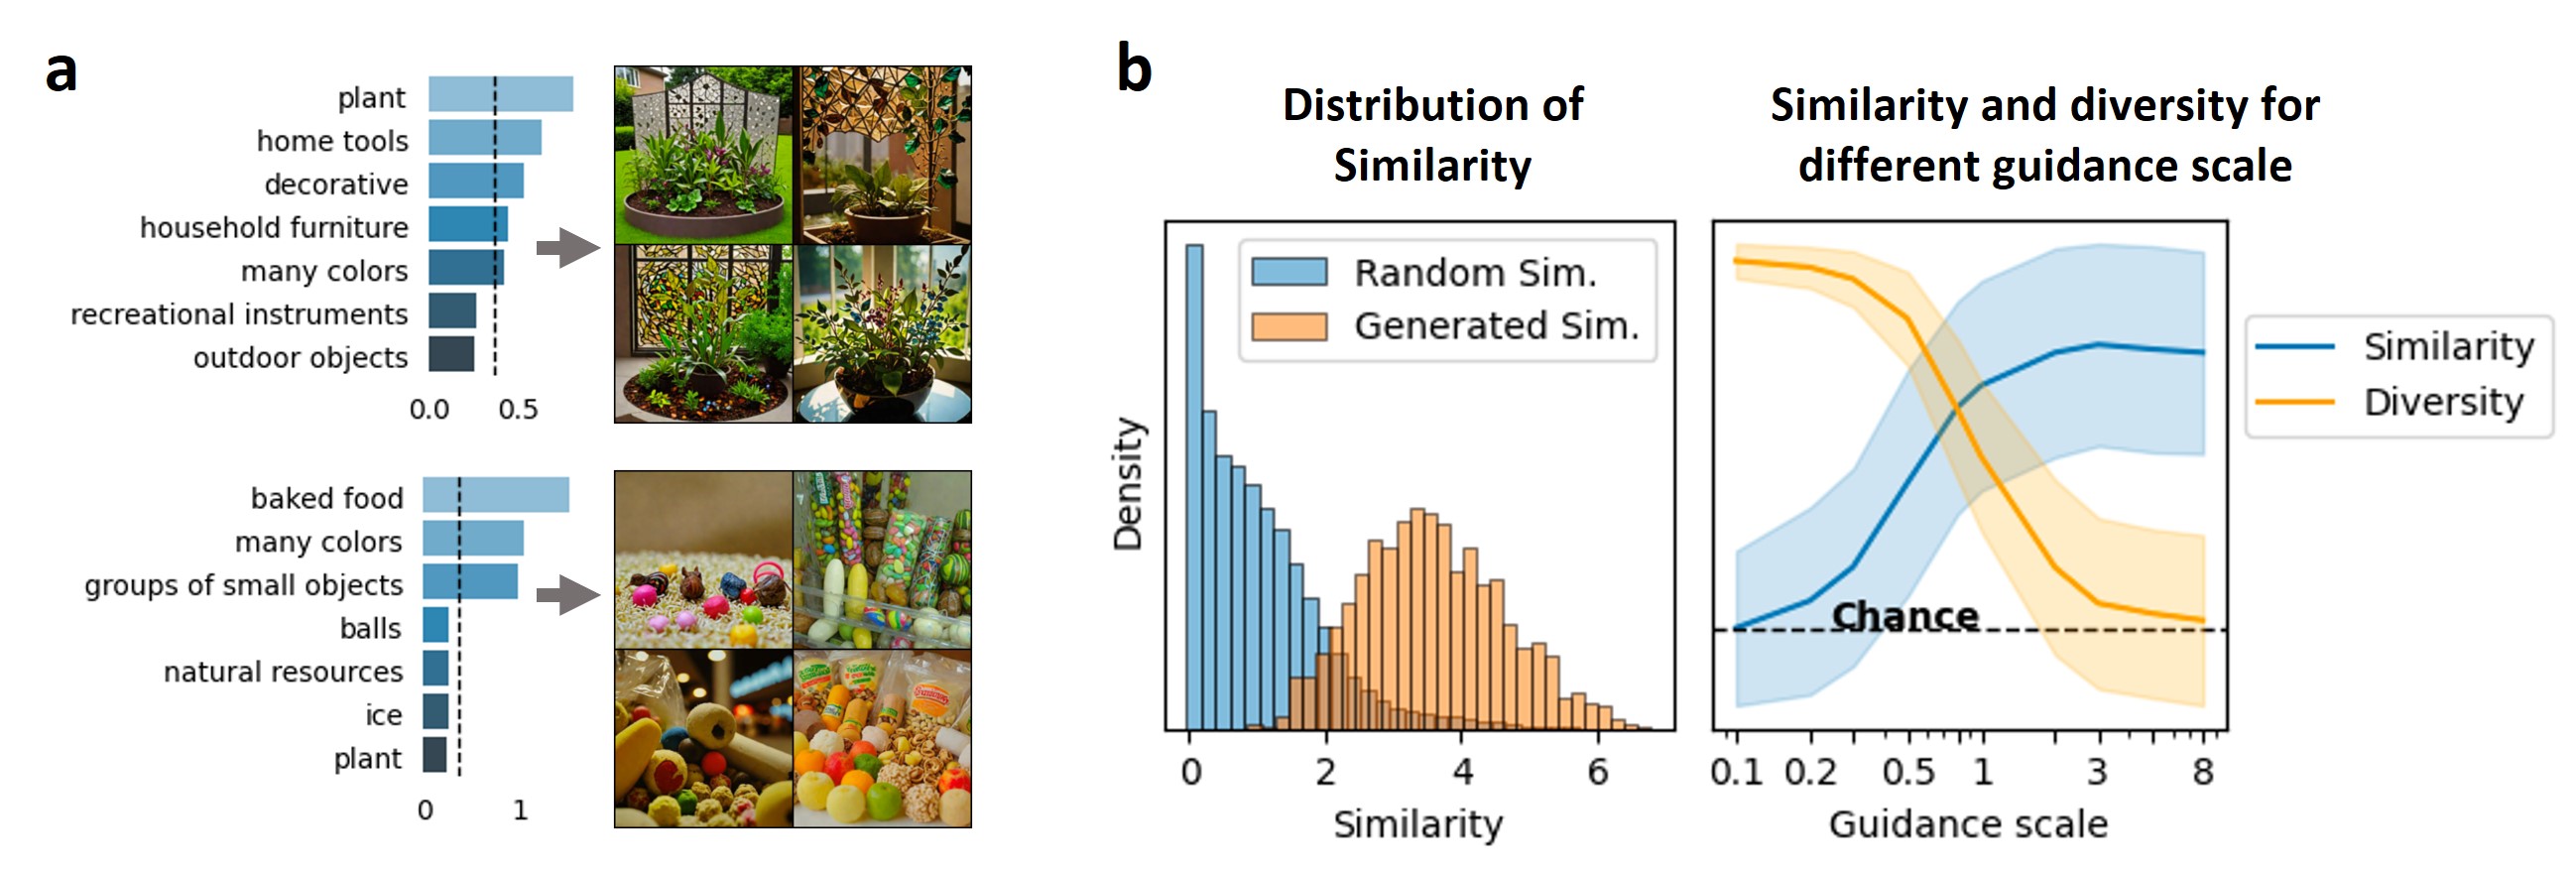 a
plant
home tools
decorative
household furniture
many colors
recreational instruments
outdoor objects
0.0 0.5
baked food
many colors
groups of small objects
balls
natural resources
ice
plant
0 1
b
Distribution of
Similarity
Random Sim.
Generated Sim.
Density
0 2 4 6
Similarity
Similarity and diversity for
different guidance scale
Chance
0.1 0.2 0.5 1 3 8
Guidance scale
Similarity
Diversity